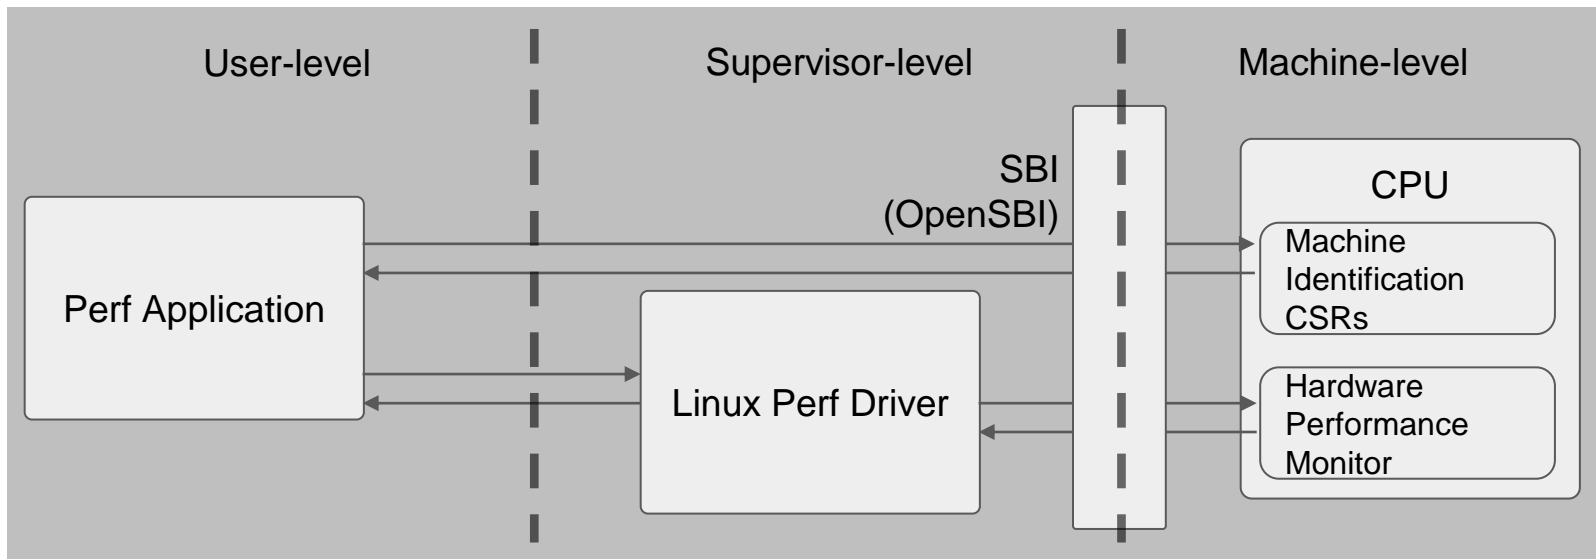 User-level
Supervisor-level
Machine-level
SBI
(OpenSBI)
CPU
Machine
Identification
CSRs
Perf Application
Linux Perf Driver
Hardware
Performance
Monitor